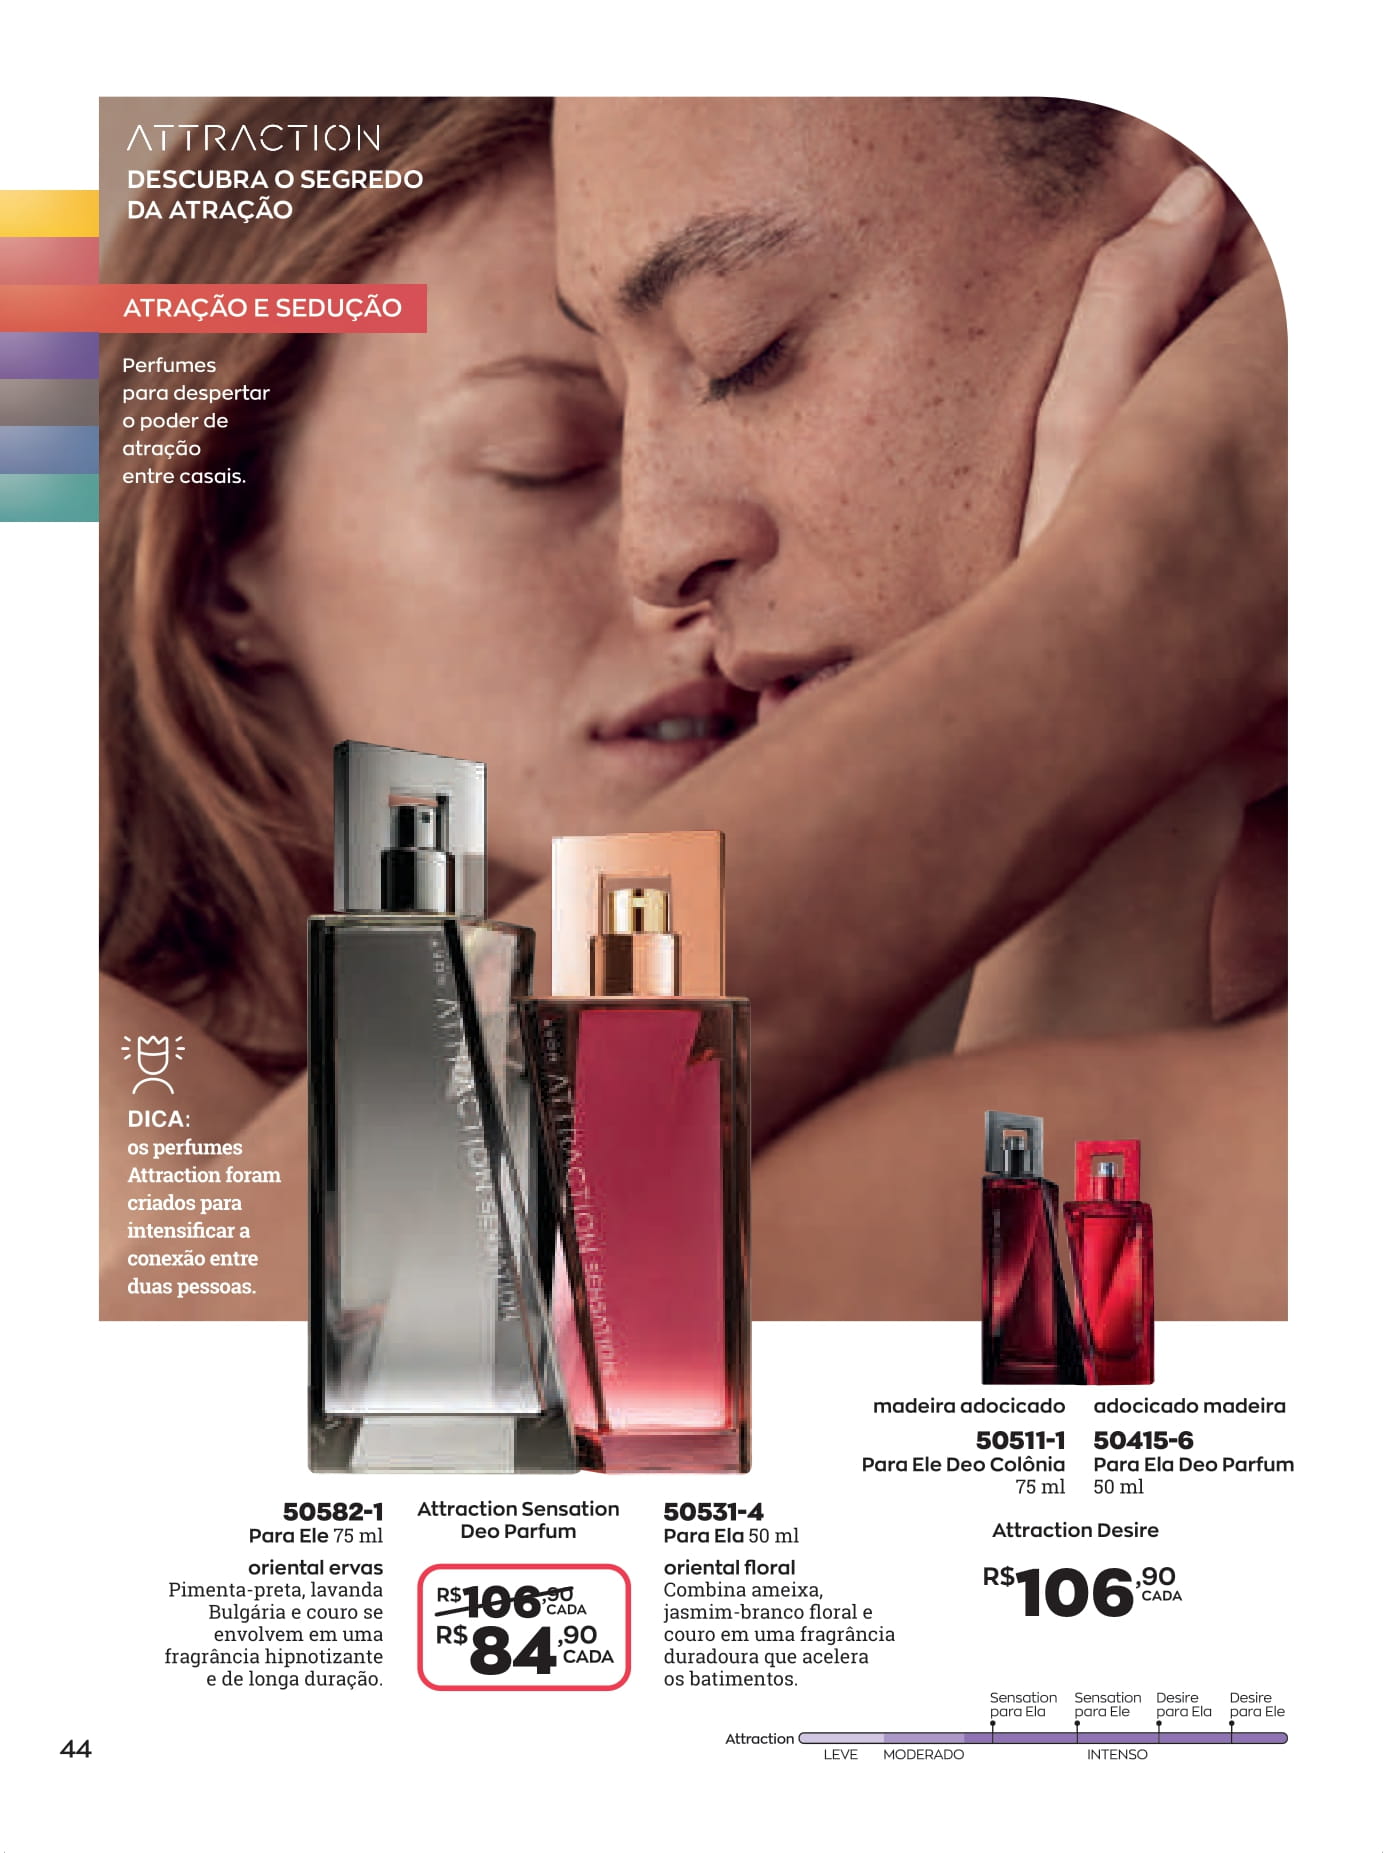 ATTRACTION
DESCUBRA O SEGREDO
DA ATRAÇÃO
ATRAÇÃO E SEDUÇÃO
Perfumes
para despertar
o poder de
atração
entre casais.
DICA:
os perfumes
Attraction foram
criados para
intensificar a
conexão entre
duas pessoas.
AVON ATTRACTION SENSATION
AVON ATTRACTION SENSATION
50582-1
Para Ele 75 ml
oriental ervas
Pimenta-preta, lavanda
Bulgária e couro se
envolvem em uma
fragrância hipnotizante
e de longa duração.
Attraction Sensation
Deo Parfum
R$106,90
CADA
R$84,90
CADA
50531-4
Para Ela 50 ml
oriental floral
Combina ameixa,
jasmim-branco floral e
couro em uma fragrância
duradoura que acelera
os batimentos.
madeira adocicado
50511-1
Para Ele Deo Colônia
75 ml
adocicado madeira
50415-6
Para Ela Deo Parfum
50 ml
Attraction Desire
R$106,90
CADA
Sensation
para Ela
Sensation
para Ele
Desire
para Ela
Desire
para Ele
Attraction
LEVE MODERADO INTENSO
44